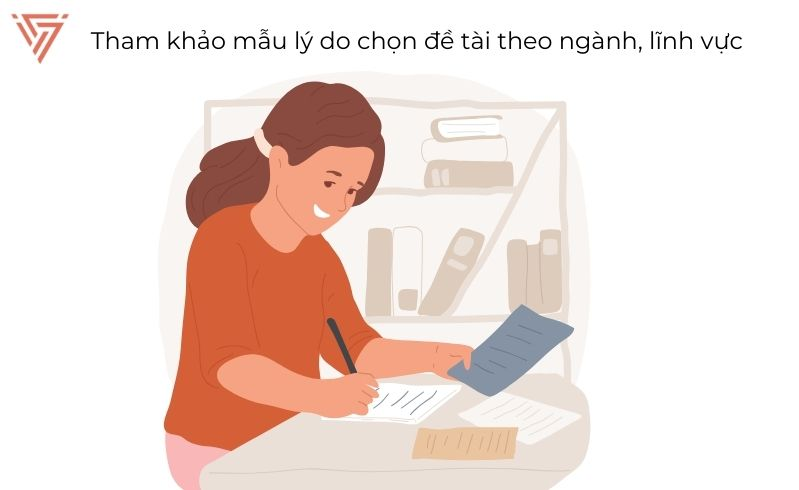 Tham khảo mẫu lý do chọn đề tài theo ngành, lĩnh vực